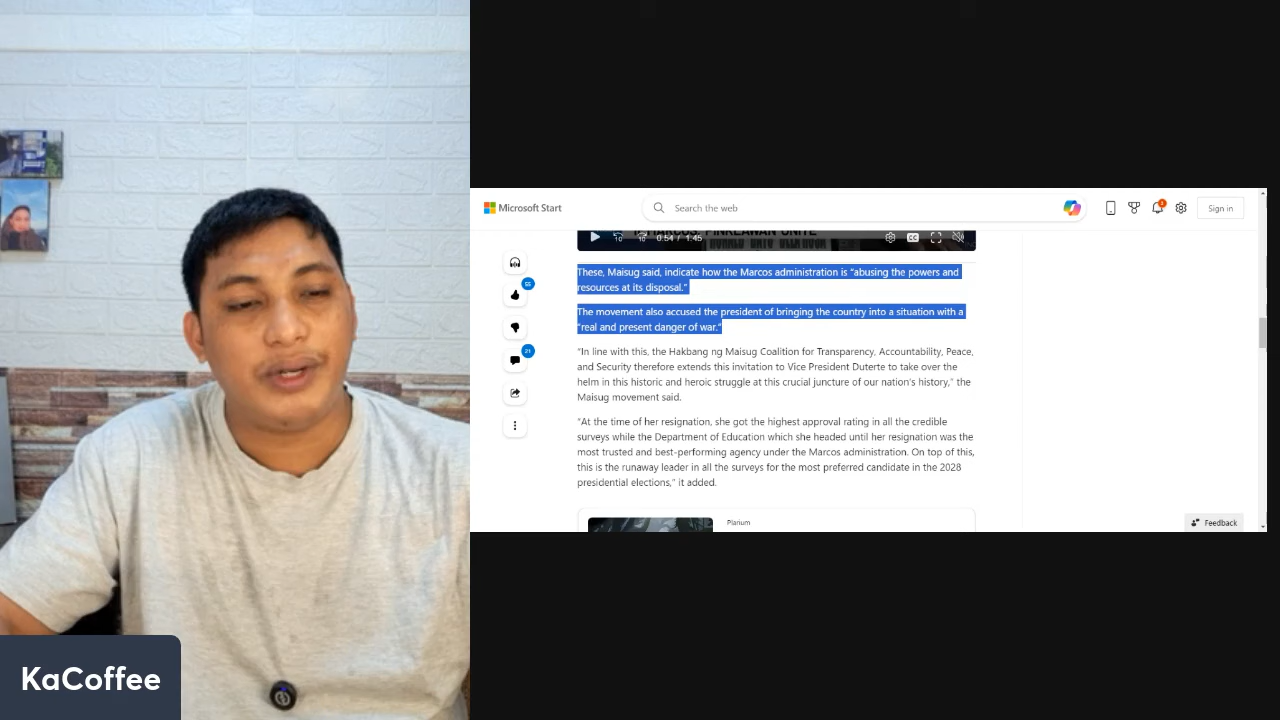 Microsoft Start
Search the web
Sign in
0:54 / 1:45
These, Maisug said, indicate how the Marcos administration is “abusing the powers and
resources at its disposal.”
55
The movement also accused the president of bringing the country into a situation with a
“real and present danger of war.”
21
“In line with this, the Hakbang ng Maisug Coalition for Transparency, Accountability, Peace,
and Security therefore extends this invitation to Vice President Duterte to take over the
helm in this historic and heroic struggle at this crucial juncture of our nation's history,” the
Maisug movement said.
“At the time of her resignation, she got the highest approval rating in all the credible
surveys while the Department of Education which she headed until her resignation was the
most trusted and best-performing agency under the Marcos administration. On top of this,
this is the runaway leader in all the surveys for the most preferred candidate in the 2028
presidential elections,” it added.
Plarium
Feedback
KaCoffee